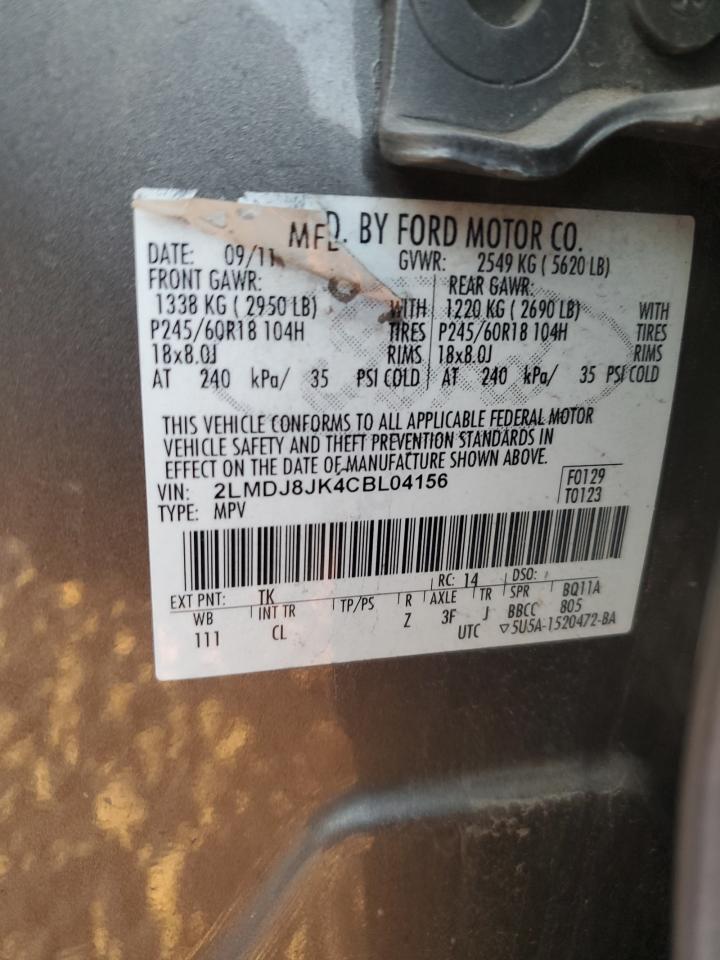 MFD. BY FORD MOTOR CO.
DATE: 09/11 GVWR: 2549 KG ( 5620 LB)
FRONT GAWR: REAR GAWR:
1338 KG ( 2950 LB) WITH 1220 KG ( 2690 LB) WITH
P245/60R18 104H TIRES P245/60R18 104H TIRES
18x8.0J RIMS 18x8.0J RIMS
AT 240 kPa/ 35 PSI COLD AT 240 kPa/ 35 PSI COLD
THIS VEHICLE CONFORMS TO ALL APPLICABLE FEDERAL MOTOR
VEHICLE SAFETY AND THEFT PREVENTION STANDARDS IN
EFFECT ON THE DATE OF MANUFACTURE SHOWN ABOVE.
VIN: 2LMDJ8JK4CBL04156 F0129
TYPE: MPV T0123
EXT PNT: TK RC: 14 DSO:
WB INT TR TP/PS R AXLE TR SPR BQ11A
111 CL Z 3F J BBCC 805
UTC ▽5U5A-1520472-BA